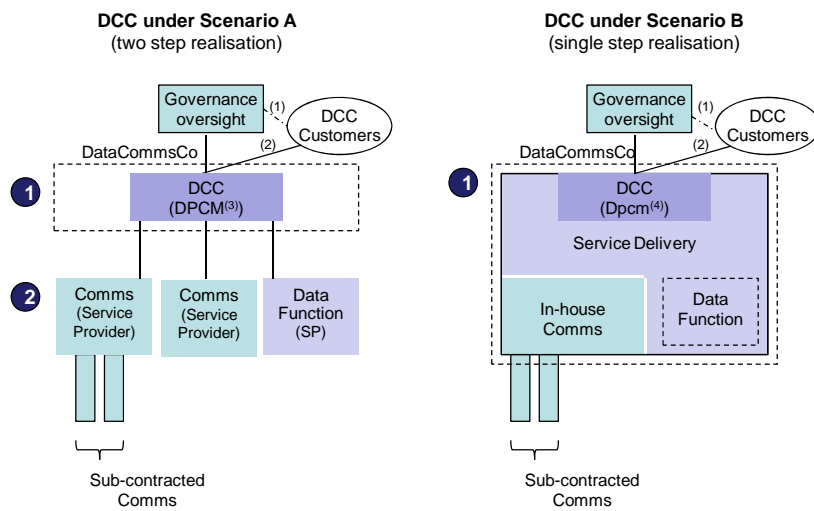 DCC under Scenario A
(two step realisation)
Governance
oversight
(1)
DCC
Customers
(2)
DataCommsCo
1
DCC
(DPCM(3))
2
Comms
(Service
Provider)
Comms
(Service
Provider)
Data
Function
(SP)
Sub-contracted
Comms
DCC under Scenario B
(single step realisation)
Governance
oversight
(1)
DCC
Customers
(2)
DataCommsCo
1
DCC
(Dpcm(4))
Service Delivery
In-house
Comms
Data
Function
Sub-contracted
Comms